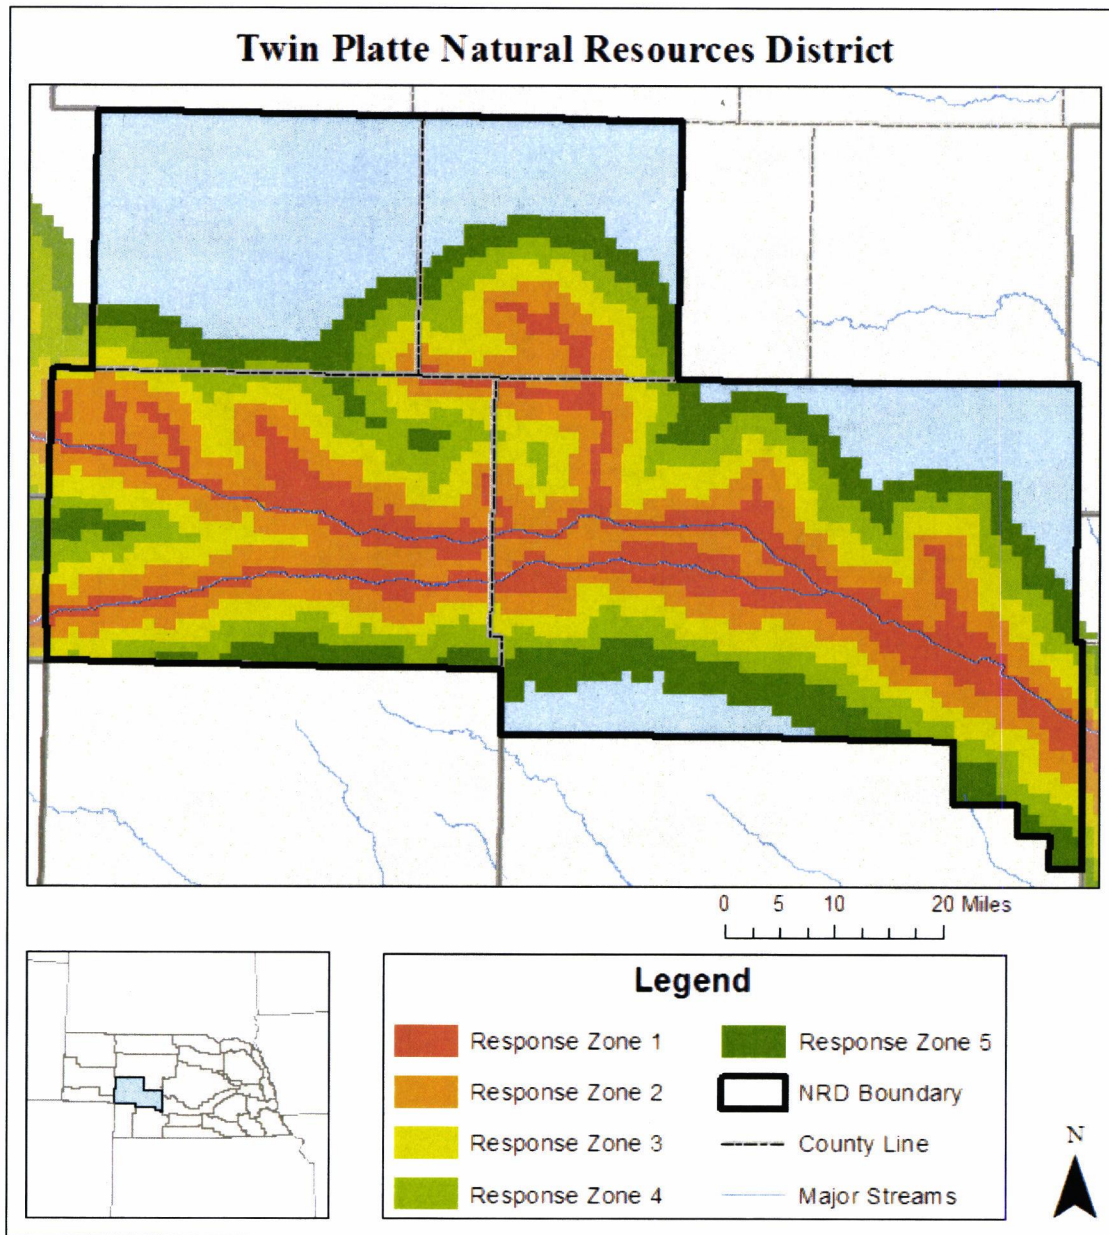 Twin Platte Natural Resources District
0 5 10 20 Miles
Legend
Response Zone 1
Response Zone 2
Response Zone 3
Response Zone 4
Response Zone 5
NRD Boundary
County Line
Major Streams
N